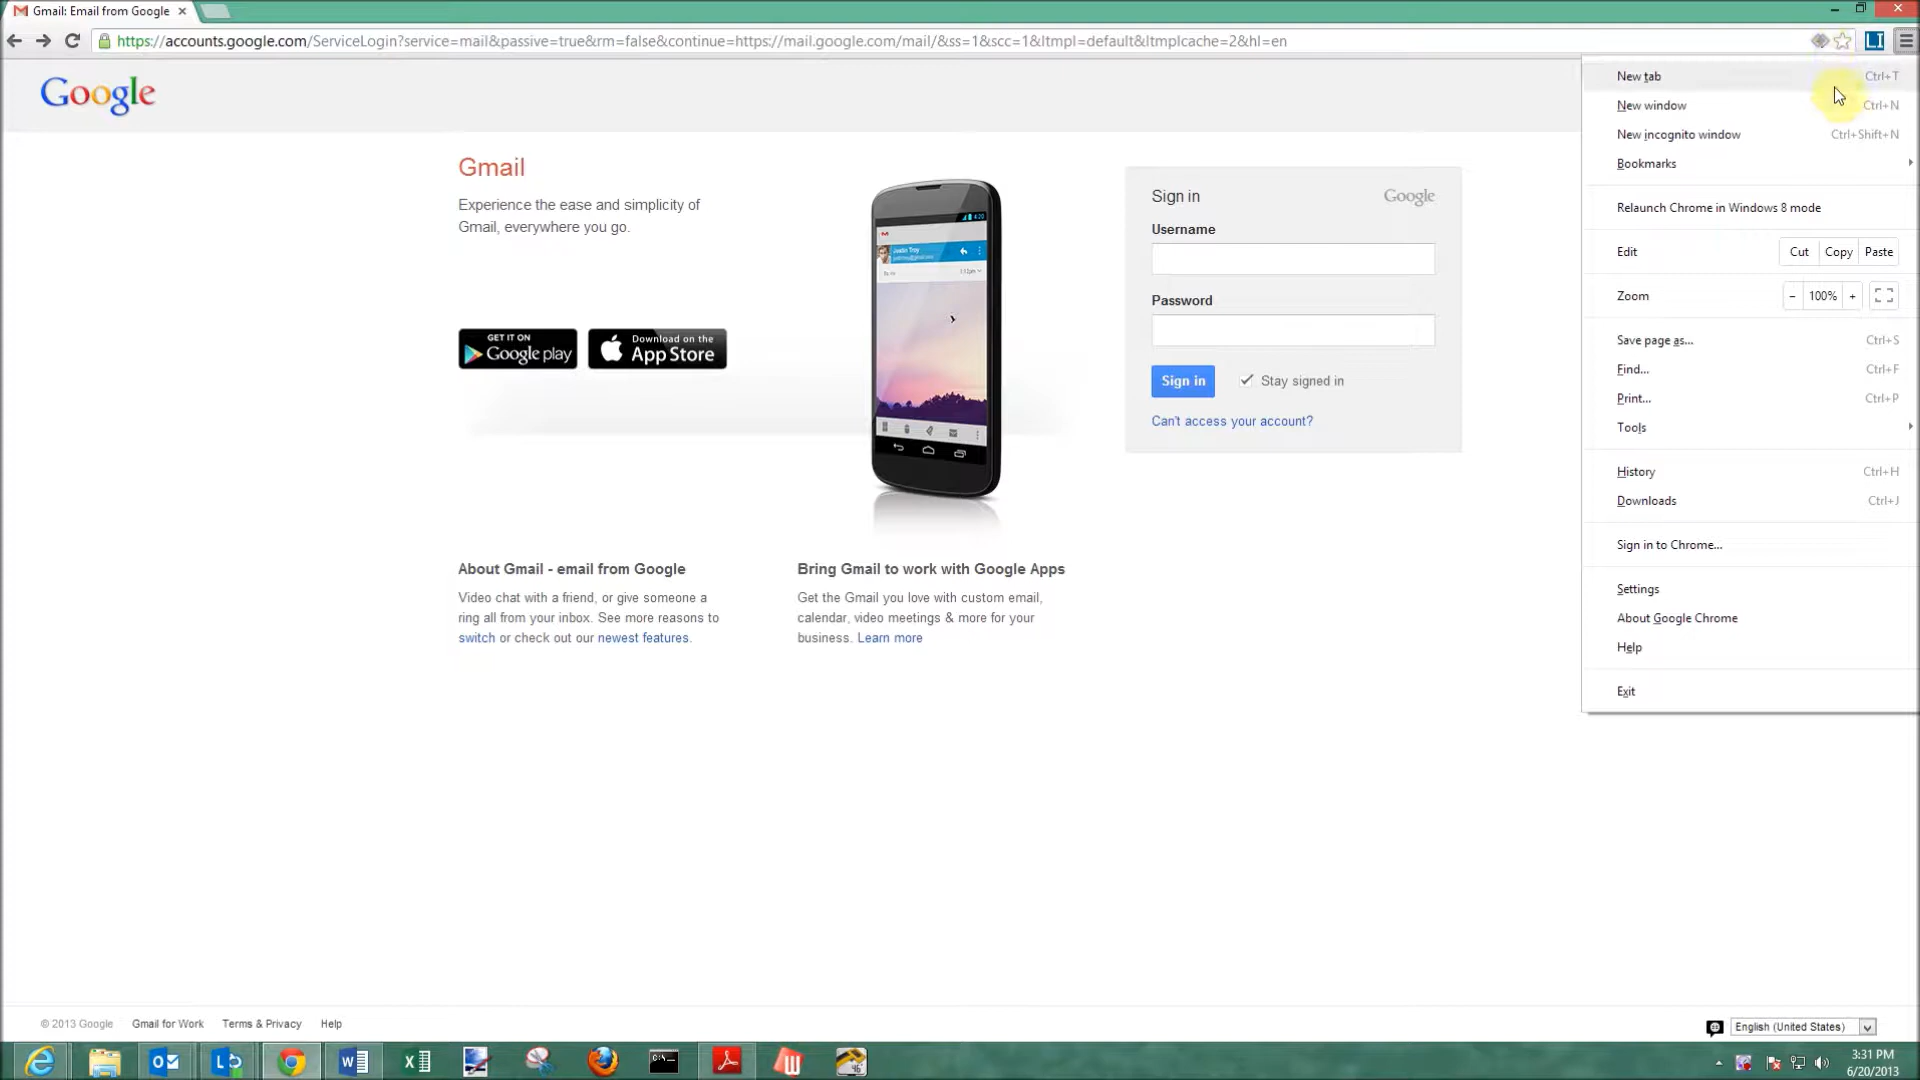 Gmail: Email from Google
https://accounts.google.com/ServiceLogin?service=mail&passive=true&rm=false&continue=https://mail.google.com/mail/&ss=1&scc=1&ltmpl=default&ltmplcache=2&hl=en
LI
Google
Gmail
Experience the ease and simplicity of
Gmail, everywhere you go.
GET IT ON
Google play
Download on the
App Store
4:20
Justin Troy
1:12pm
Sign in
Google
Username
Password
Sign in
Stay signed in
Can't access your account?
About Gmail - email from Google
Video chat with a friend, or give someone a
ring all from your inbox. See more reasons to
switch or check out our newest features.
Bring Gmail to work with Google Apps
Get the Gmail you love with custom email,
calendar, video meetings & more for your
business. Learn more
New tab Ctrl+T
New window Ctrl+N
New incognito window Ctrl+Shift+N
Bookmarks
Relaunch Chrome in Windows 8 mode
Edit Cut Copy Paste
Zoom − 100% +
Save page as... Ctrl+S
Find... Ctrl+F
Print... Ctrl+P
Tools
History Ctrl+H
Downloads Ctrl+J
Sign in to Chrome...
Settings
About Google Chrome
Help
Exit
© 2013 Google Gmail for Work Terms & Privacy Help
English (United States)
3:31 PM
6/20/2013